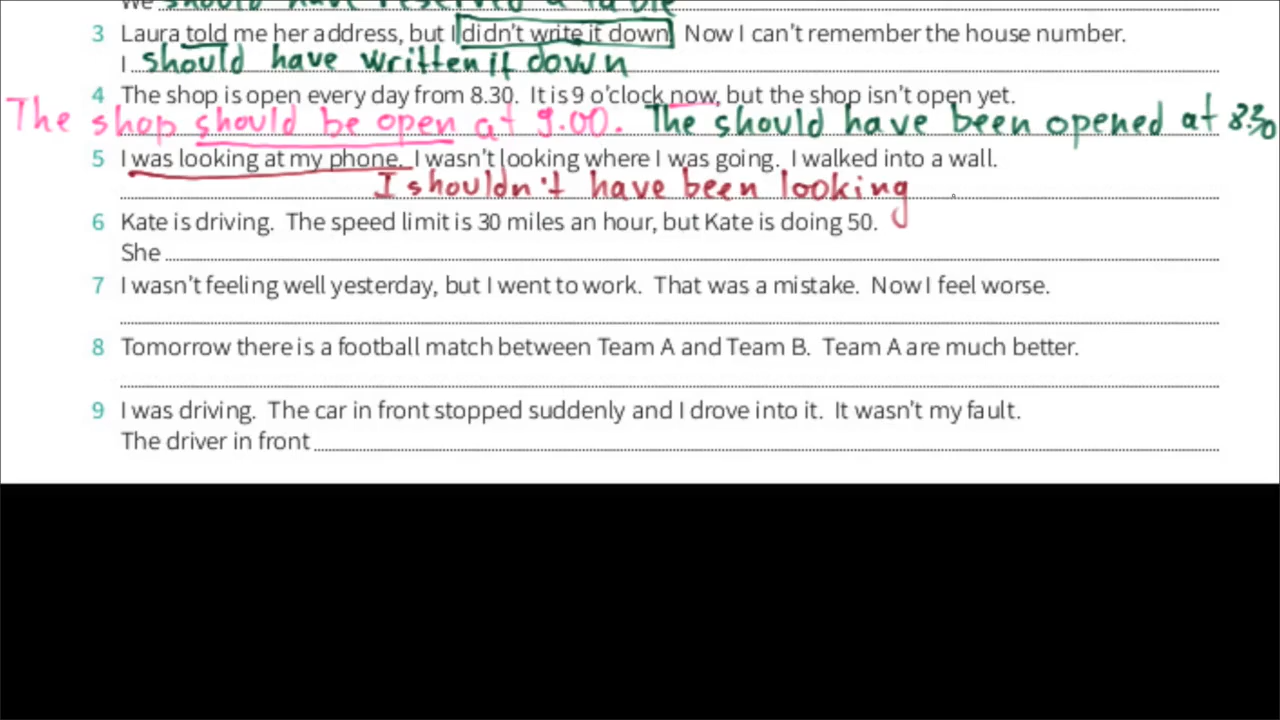 We should have reserved a table
3 Laura told me her address, but I didn't write it down. Now I can't remember the house number.
I should have written it down
4 The shop is open every day from 8.30. It is 9 o'clock now, but the shop isn't open yet.
The shop should be open at 9.00. The should have been opened at 8.30
5 I was looking at my phone. I wasn't looking where I was going. I walked into a wall.
I shouldn't have been looking
6 Kate is driving. The speed limit is 30 miles an hour, but Kate is doing 50.
She
7 I wasn't feeling well yesterday, but I went to work. That was a mistake. Now I feel worse.
8 Tomorrow there is a football match between Team A and Team B. Team A are much better.
9 I was driving. The car in front stopped suddenly and I drove into it. It wasn't my fault.
The driver in front